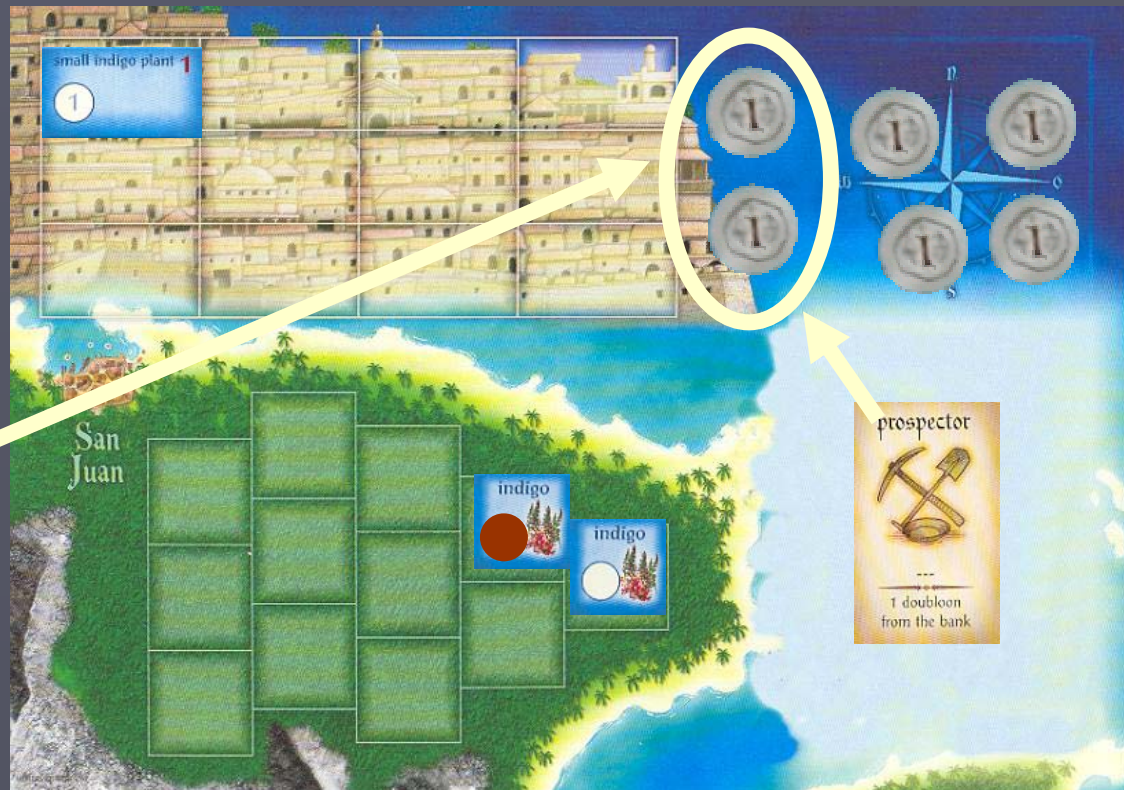 small indigo plant 1
1
1
1
1
1
1
1
N
W
O
S
San
Juan
indigo
indigo
prospector
---
1 doubloon
from the bank